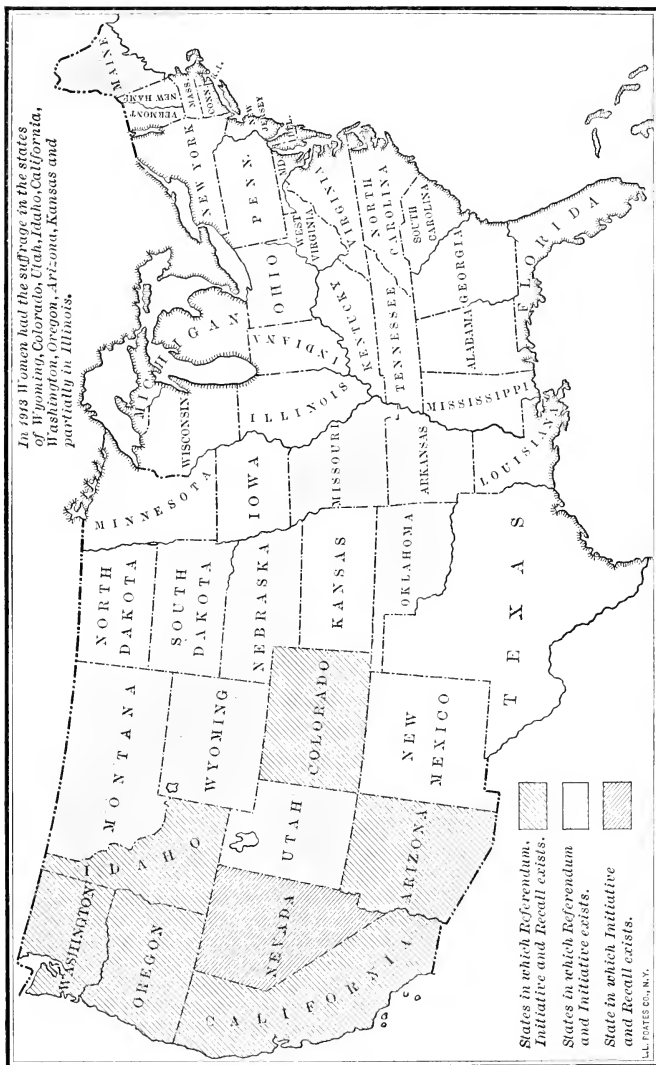 In 1913 Women had the suffrage in the states
of Wyoming, Colorado, Utah, Idaho, California,
Washington, Oregon, Arizona, Kansas and
partially in Illinois.
WASHINGTON
OREGON
CALIFORNIA
IDAHO
NEVADA
MONTANA
WYOMING
UTAH
COLORADO
ARIZONA
NEW
MEXICO
NORTH
DAKOTA
SOUTH
DAKOTA
NEBRASKA
KANSAS
OKLAHOMA
TEXAS
MINNESOTA
IOWA
MISSOURI
ARKANSAS
LOUISIANA
WISCONSIN
MICHIGAN
ILLINOIS
INDIANA
OHIO
KENTUCKY
TENNESSEE
MISSISSIPPI
ALABAMA
GEORGIA
FLORIDA
SOUTH
CAROLINA
NORTH
CAROLINA
VIRGINIA
WEST
VIRGINIA
MD.
DEL.
PENN.
NEW
JERSEY
NEW YORK
CONN.
R.I.
MASS.
VERMONT
NEW HAMP
MAINE
States in which Referendum,
Initiative and Recall exists.
States in which Referendum
and Initiative exists.
State in which Initiative
and Recall exists.
L.L. POATES CO., N.Y.